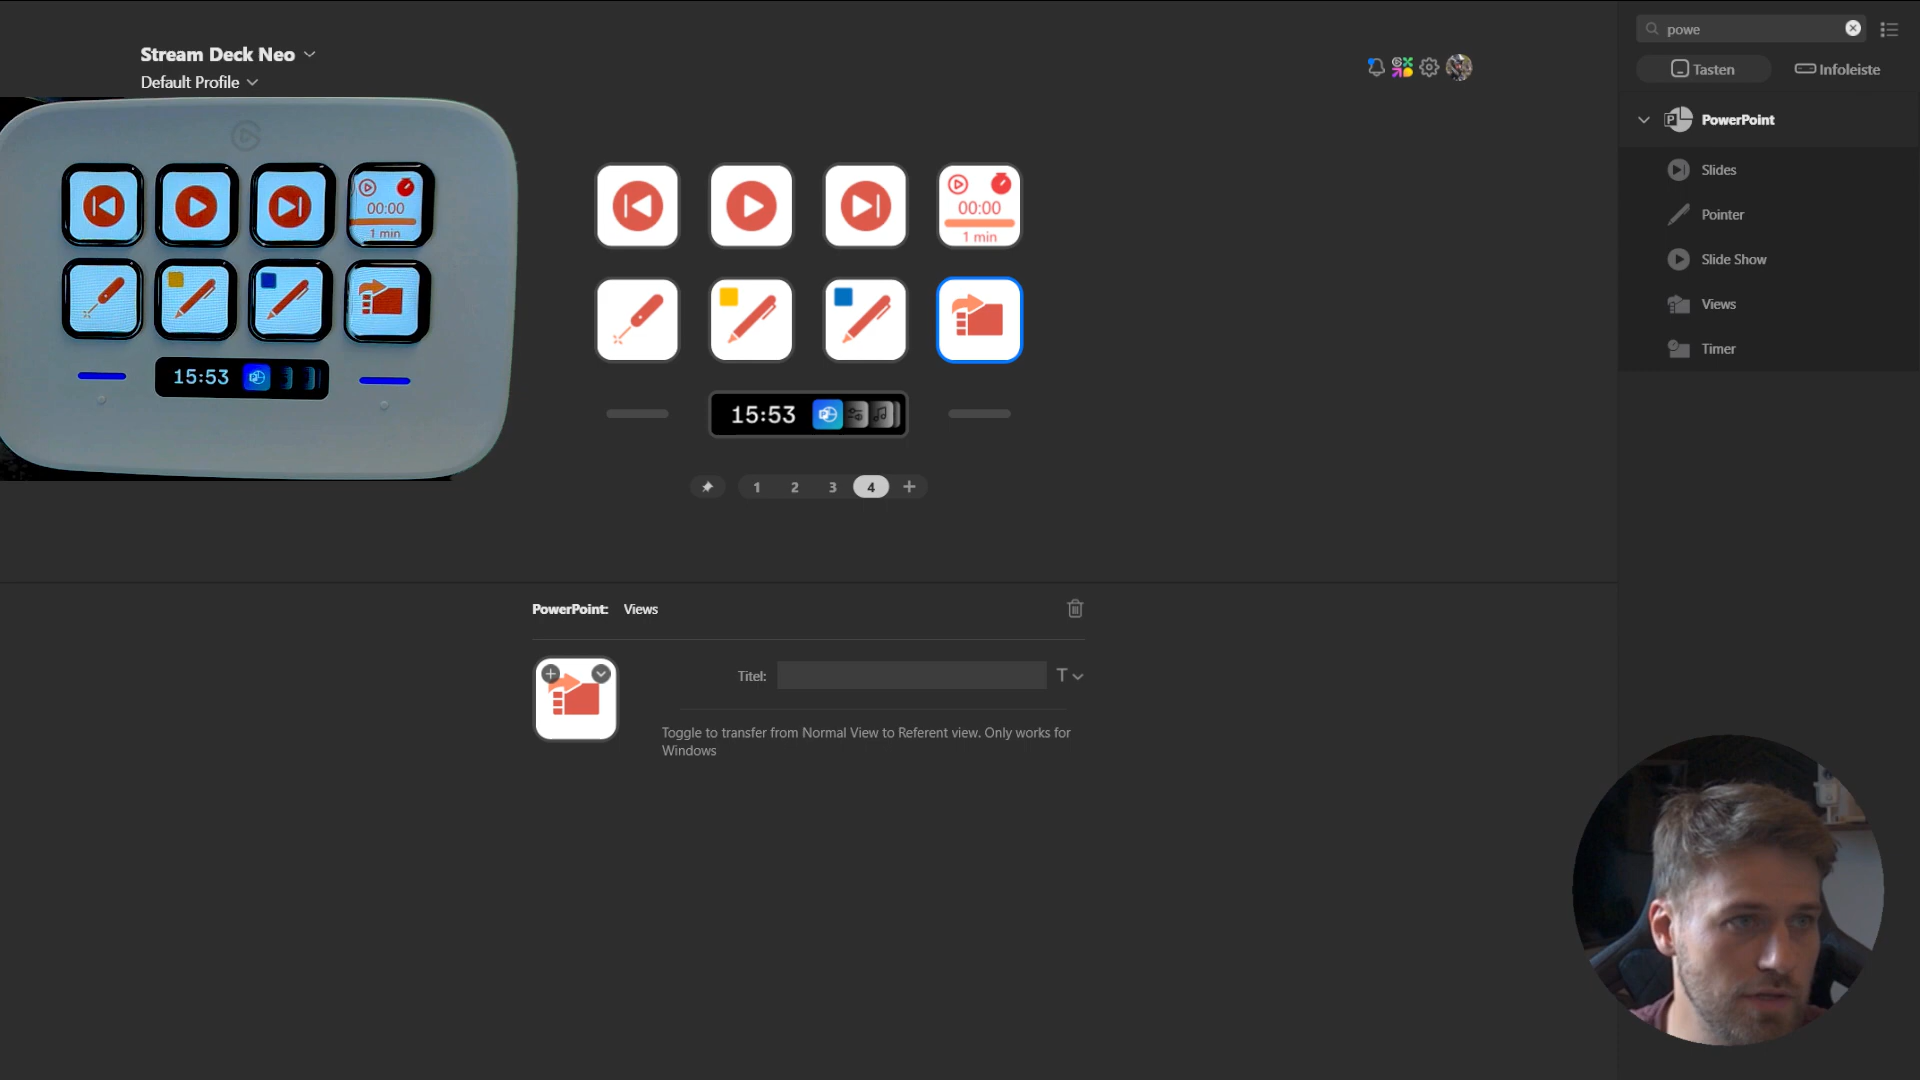 Stream Deck Neo
Default Profile
powe
Tasten
Infoleiste
PowerPoint
Slides
Pointer
Slide Show
Views
Timer
00:00
1 min
15:53
00:00
1 min
15:53
1 2 3 4 +
PowerPoint: Views
Titel:
T
Toggle to transfer from Normal View to Referent view. Only works for
Windows